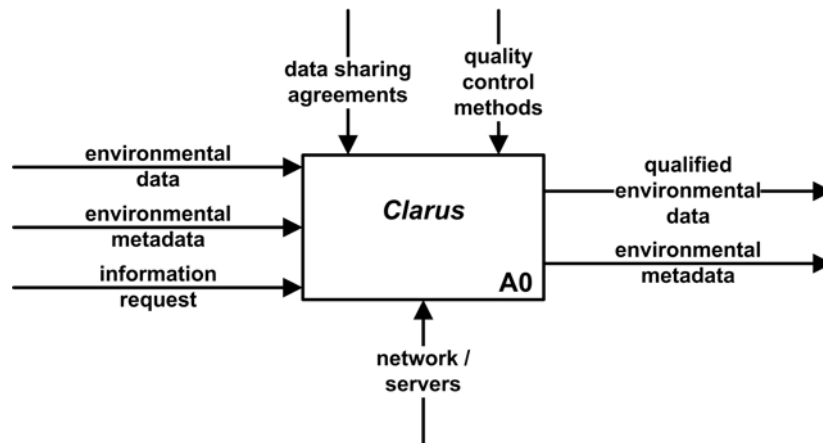 data sharing
agreements
quality
control
methods
environmental
data
environmental
metadata
information
request
Clarus
A0
qualified
environmental
data
environmental
metadata
network /
servers